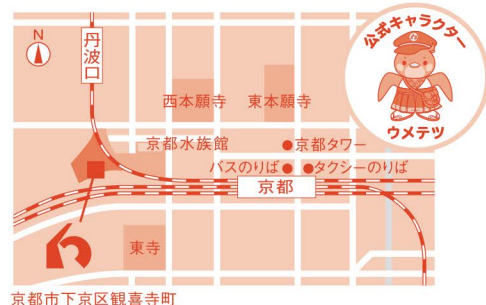 N
丹波口
公式キャラクター
ウメテツ
西本願寺
東本願寺
京都水族館
京都タワー
バスのりば
タクシーのりば
京都
東寺
京都市下京区観喜寺町